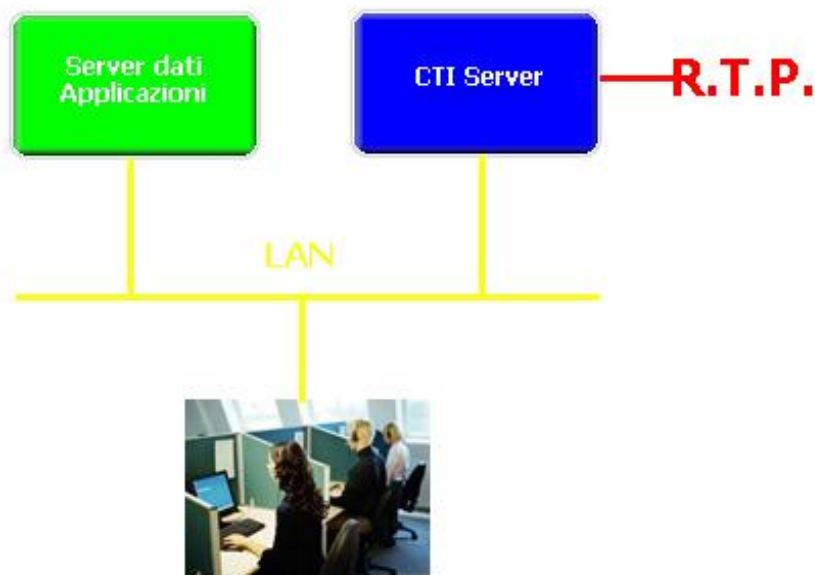 Server dati
Applicazioni
CTI Server
R.T.P.
LAN